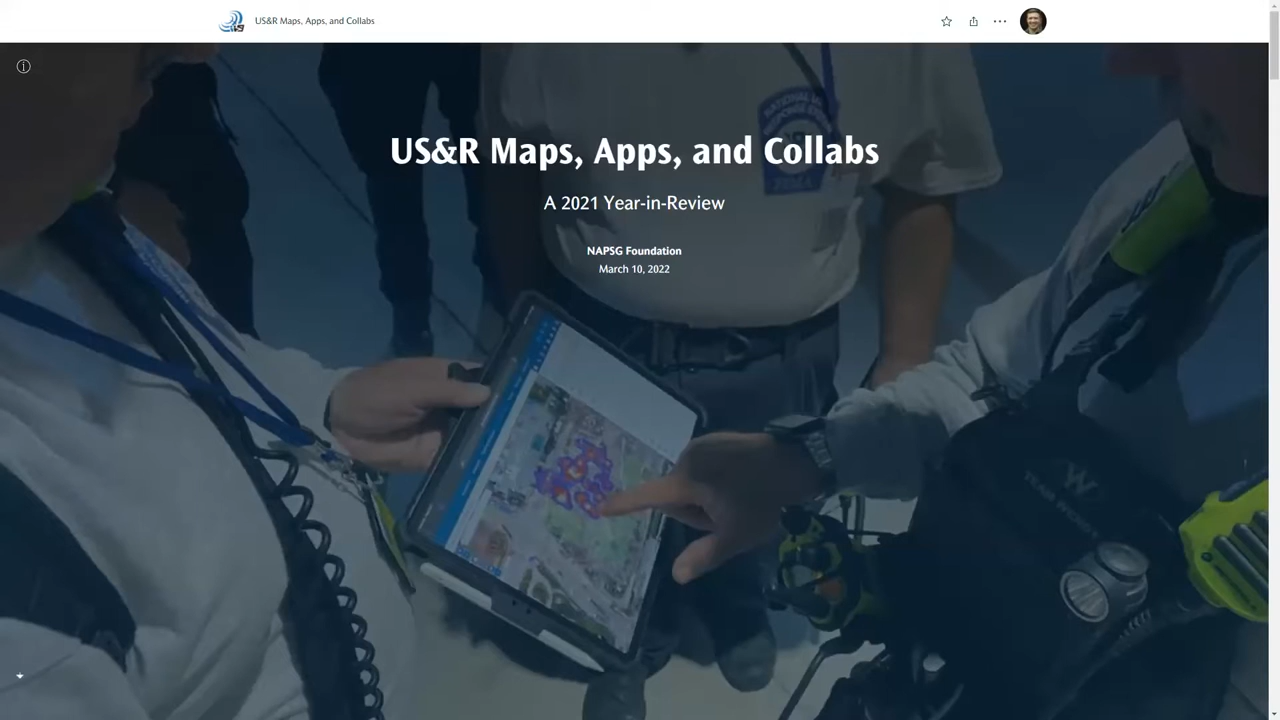 US&R Maps, Apps, and Collabs
US&R Maps, Apps, and Collabs
A 2021 Year-in-Review
NAPSG Foundation
March 10, 2022
FEMA
W